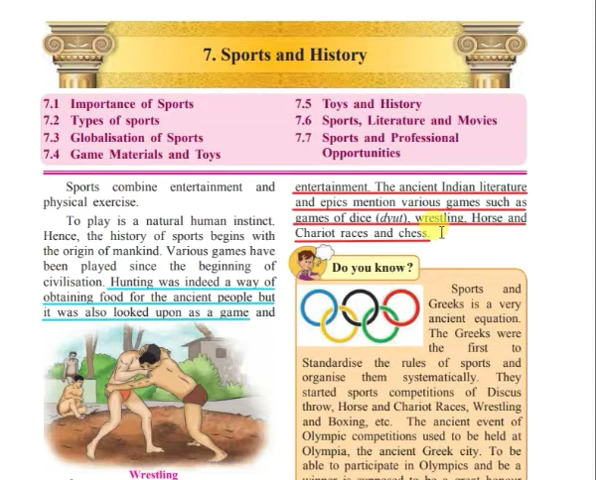 7. Sports and History
7.1 Importance of Sports
7.2 Types of sports
7.3 Globalisation of Sports
7.4 Game Materials and Toys
7.5 Toys and History
7.6 Sports, Literature and Movies
7.7 Sports and Professional
Opportunities
Sports combine entertainment and
physical exercise.
To play is a natural human instinct.
Hence, the history of sports begins with
the origin of mankind. Various games have
been played since the beginning of
civilisation. Hunting was indeed a way of
obtaining food for the ancient people but
it was also looked upon as a game and
Wrestling
entertainment. The ancient Indian literature
and epics mention various games such as
games of dice (dyut), wrestling, Horse and
Chariot races and chess.
Do you know?
Sports and
Greeks is a very
ancient equation.
The Greeks were
the first to
Standardise the rules of sports and
organise them systematically. They
started sports competitions of Discus
throw, Horse and Chariot Races, Wrestling
and Boxing, etc. The ancient event of
Olympic competitions used to be held at
Olympia, the ancient Greek city. To be
able to participate in Olympics and be a
winner is supposed to be a great honour